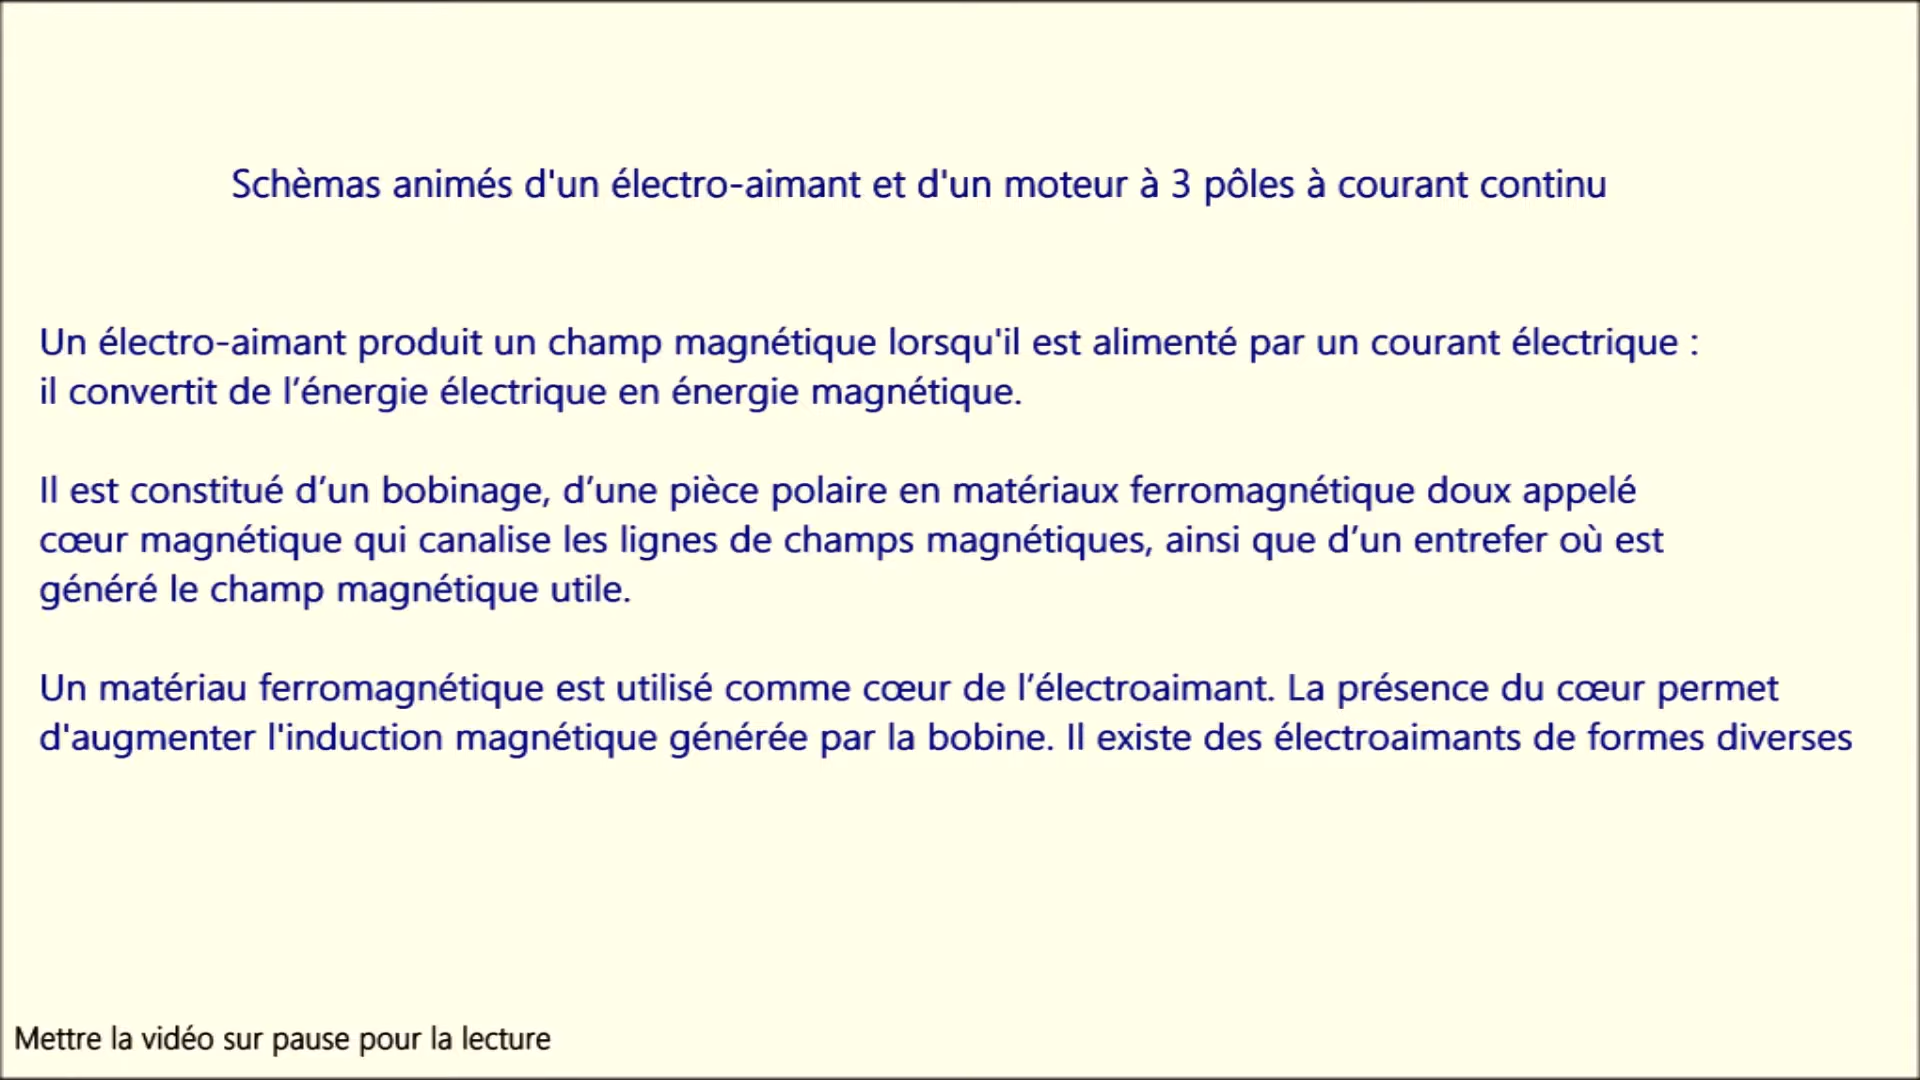 Schèmas animés d'un électro-aimant et d'un moteur à 3 pôles à courant continu
Un électro-aimant produit un champ magnétique lorsqu'il est alimenté par un courant électrique :
il convertit de l’énergie électrique en énergie magnétique.
Il est constitué d’un bobinage, d’une pièce polaire en matériaux ferromagnétique doux appelé
cœur magnétique qui canalise les lignes de champs magnétiques, ainsi que d’un entrefer où est
généré le champ magnétique utile.
Un matériau ferromagnétique est utilisé comme cœur de l’électroaimant. La présence du cœur permet
d'augmenter l'induction magnétique générée par la bobine. Il existe des électroaimants de formes diverses
Mettre la vidéo sur pause pour la lecture